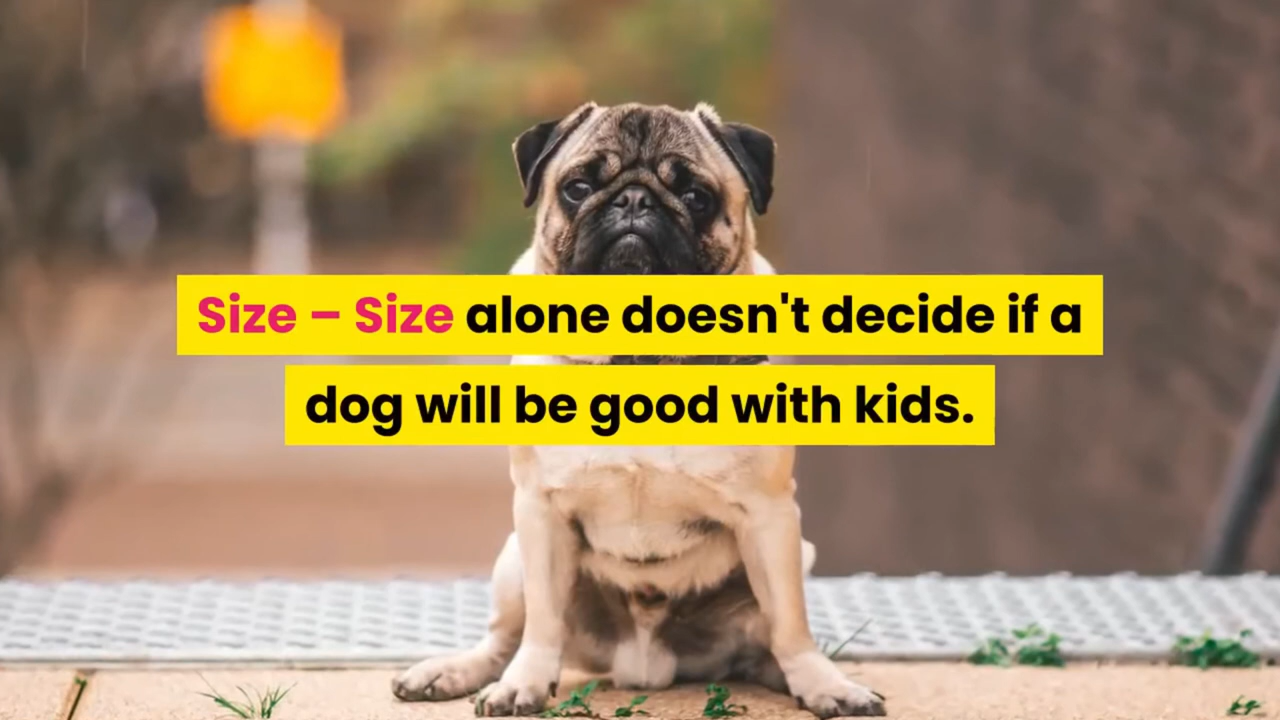 Size – Size alone doesn't decide if a
dog will be good with kids.